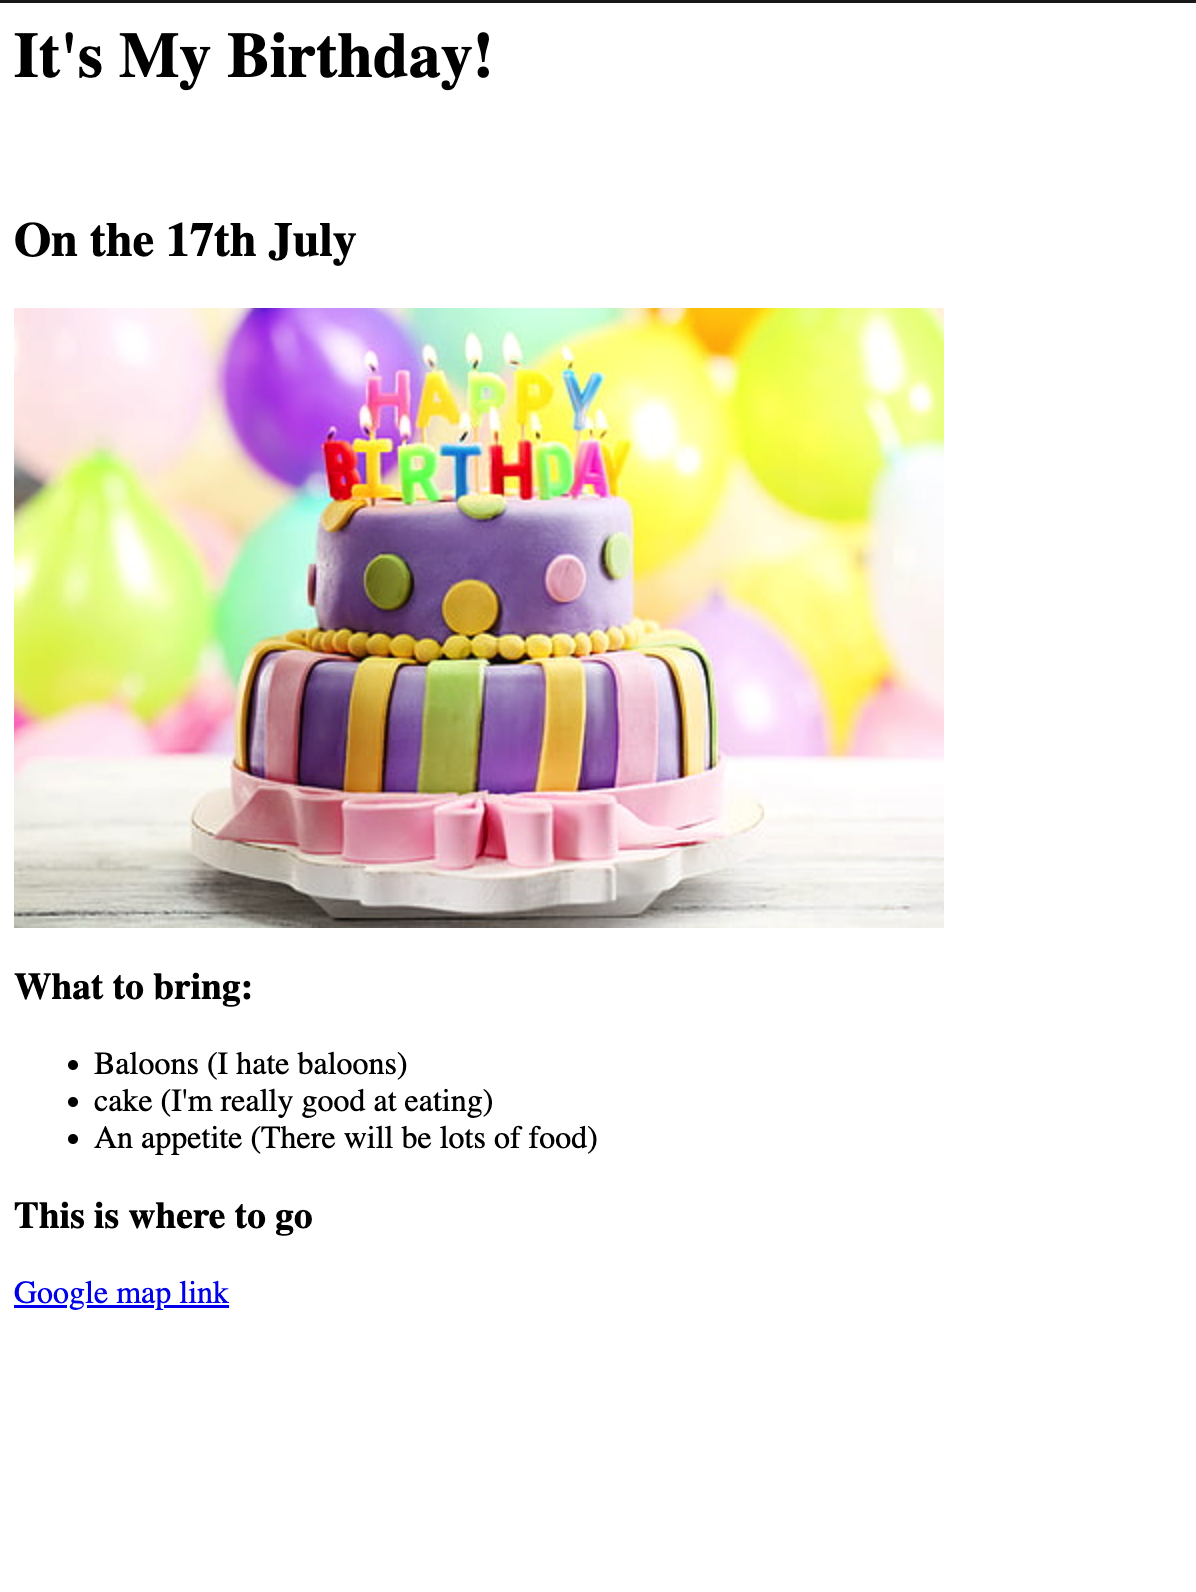 It's My Birthday!
On the 17th July
HAPPY
BIRTHDAY
What to bring:
Baloons (I hate baloons)
cake (I'm really good at eating)
An appetite (There will be lots of food)
This is where to go
Google map link